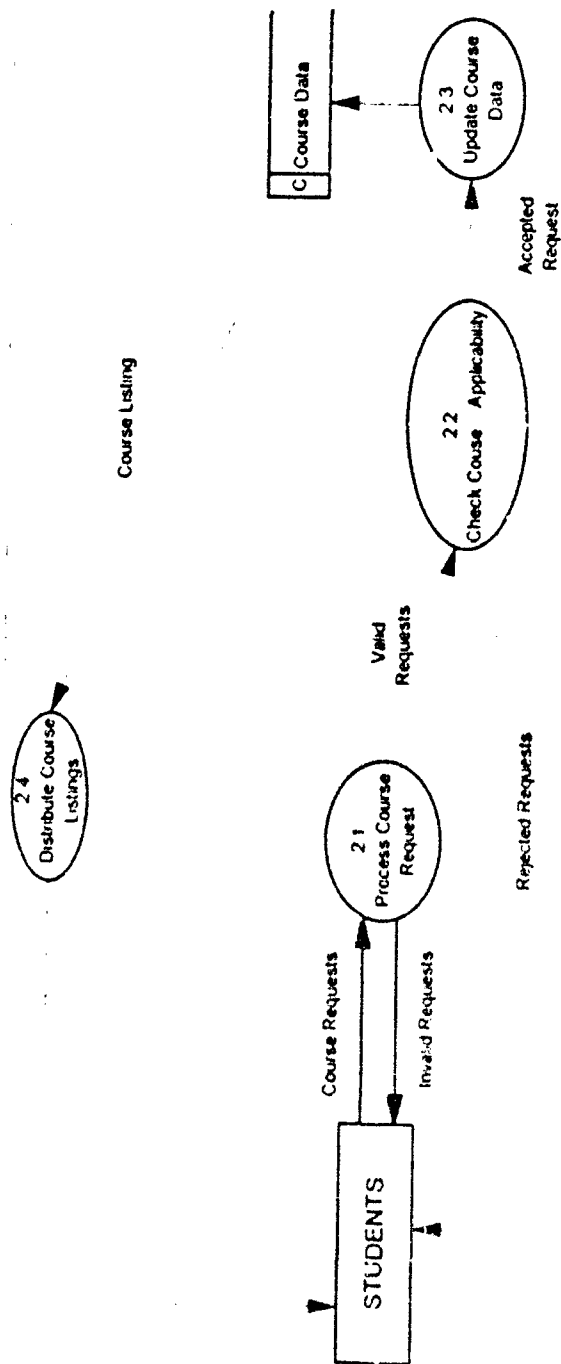 2 4
Distribute Course
Listings
Course Listing
C Course Data
STUDENTS
Course Requests
Invalid Requests
2 1
Process Course
Request
Valid
Requests
2 2
Check Couse Applicability
Accepted
Request
2 3
Update Course
Data
Rejected Requests